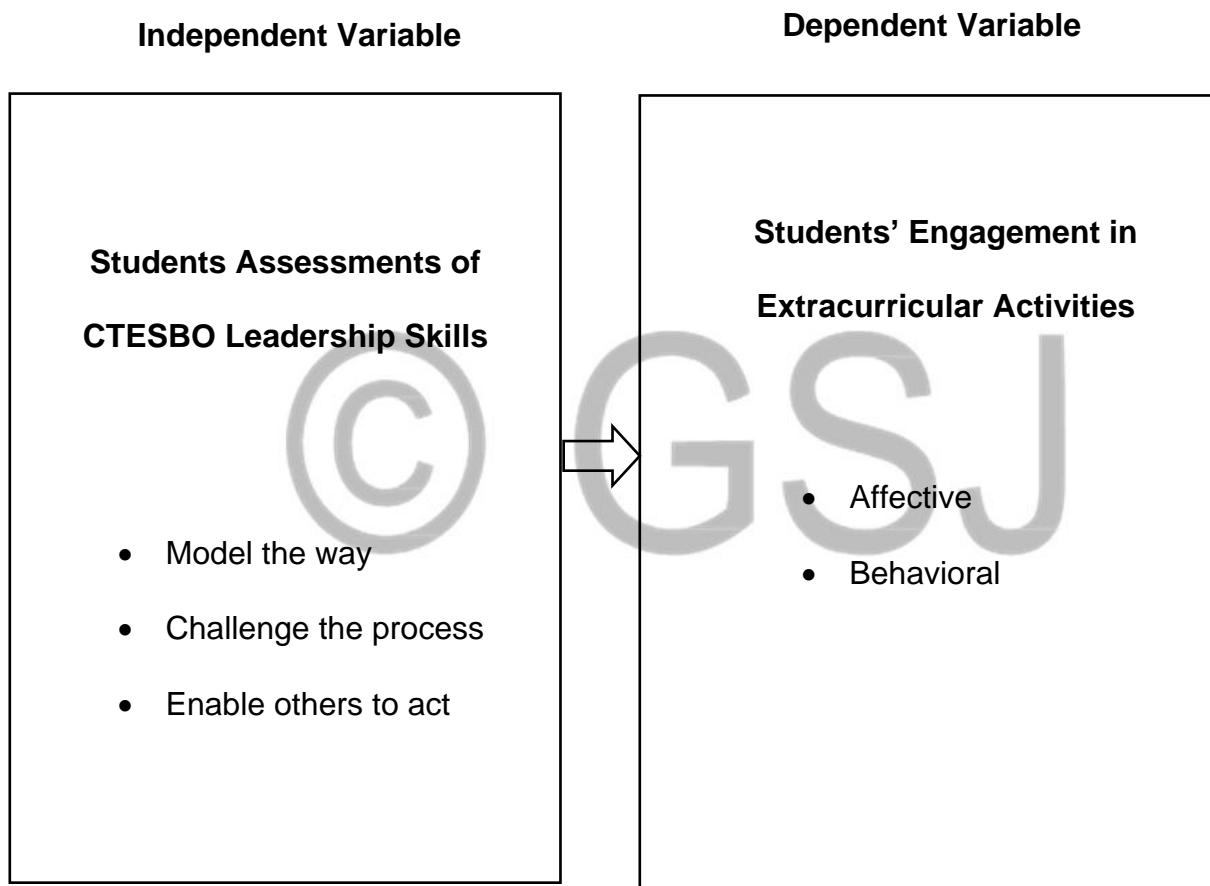 Independent Variable
Dependent Variable
Students Assessments of
CTESBO Leadership Skills
• Model the way
• Challenge the process
• Enable others to act
Students’ Engagement in
Extracurricular Activities
• Affective
• Behavioral
© GSJ